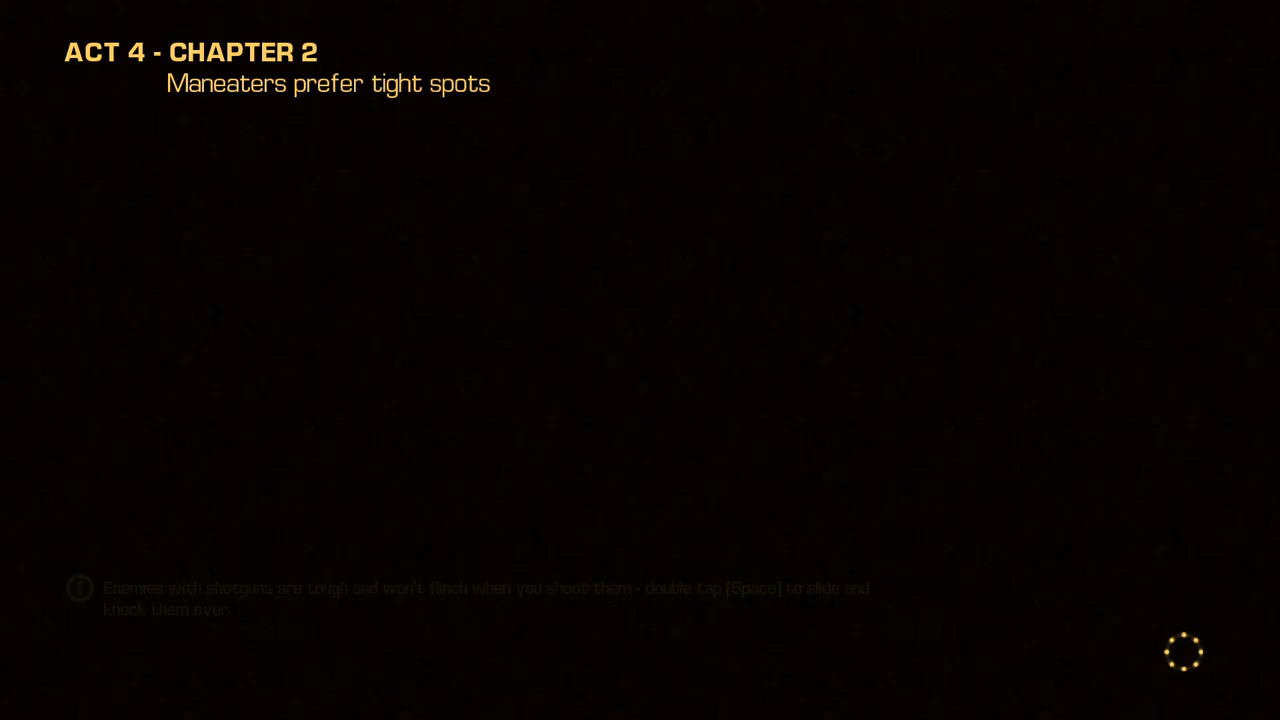 ACT 4 - CHAPTER 2
Maneaters prefer tight spots
Enemies with shotguns are tough and won't flinch when you shoot them - double tap [Space] to slide and
knock them over.